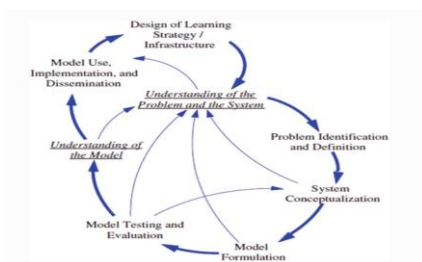 Design of Learning
Strategy /
Infrastructure
Model Use,
Implementation, and
Dissemination
Understanding of the
Problem and the System
Understanding of
the Model
Problem Identification
and Definition
System
Conceptualization
Model Testing and
Evaluation
Model
Formulation